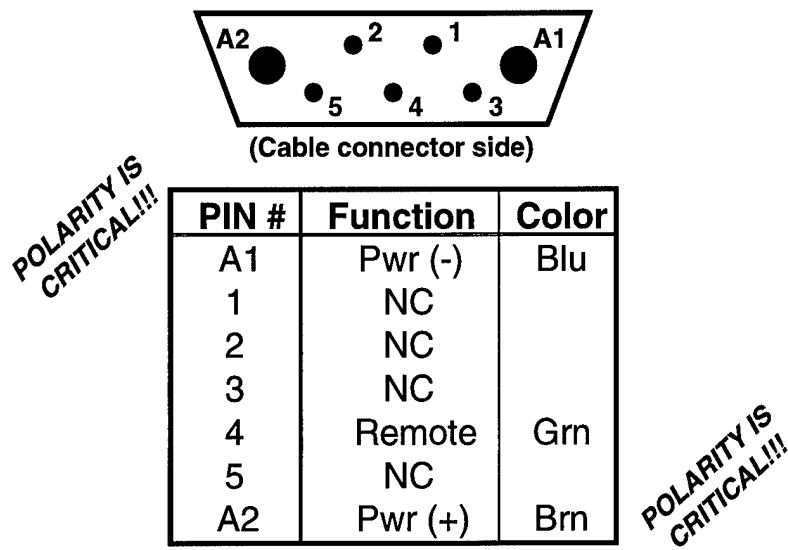 A2 2 1 A1
5 4 3
(Cable connector side)
POLARITY IS
CRITICAL!!!
PIN # Function Color
A1 Pwr (-) Blu
1 NC
2 NC
3 NC
4 Remote Grn
5 NC
A2 Pwr (+) Brn
POLARITY IS
CRITICAL!!!